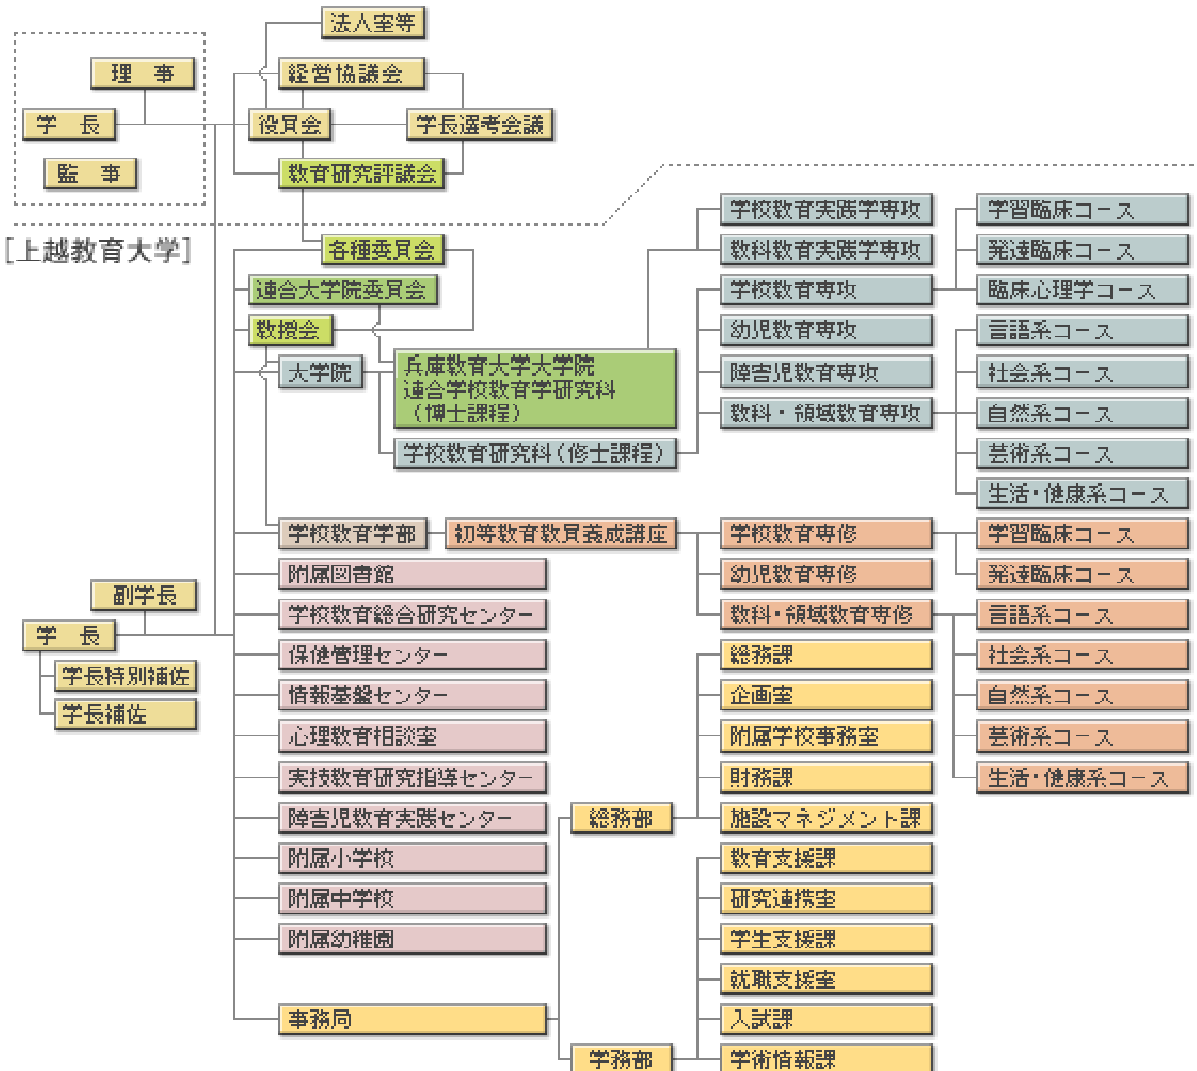 法人室等
理　事
経営協議会
学　長
役員会
学長選考会議
監　事
教育研究評議会
[上越教育大学]
各種委員会
連合大学院委員会
教授会
大学院
兵庫教育大学大学院
連合学校教育学研究科
（博士課程）
学校教育研究科（修士課程）
学校教育実践学専攻
教科教育実践学専攻
学校教育専攻
幼児教育専攻
障害児教育専攻
教科・領域教育専攻
学習臨床コース
発達臨床コース
臨床心理学コース
言語系コース
社会系コース
自然系コース
芸術系コース
生活・健康系コース
学校教育学部
初等教育教員養成講座
学校教育専修
幼児教育専修
教科・領域教育専修
学習臨床コース
発達臨床コース
言語系コース
社会系コース
自然系コース
芸術系コース
生活・健康系コース
副学長
学　長
学長特別補佐
学長補佐
附属図書館
学校教育総合研究センター
保健管理センター
情報基盤センター
心理教育相談室
実技教育研究指導センター
障害児教育実践センター
附属小学校
附属中学校
附属幼稚園
事務局
総務部
総務課
企画室
附属学校事務室
財務課
施設マネジメント課
学務部
教育支援課
研究連携室
学生支援課
就職支援室
入試課
学術情報課